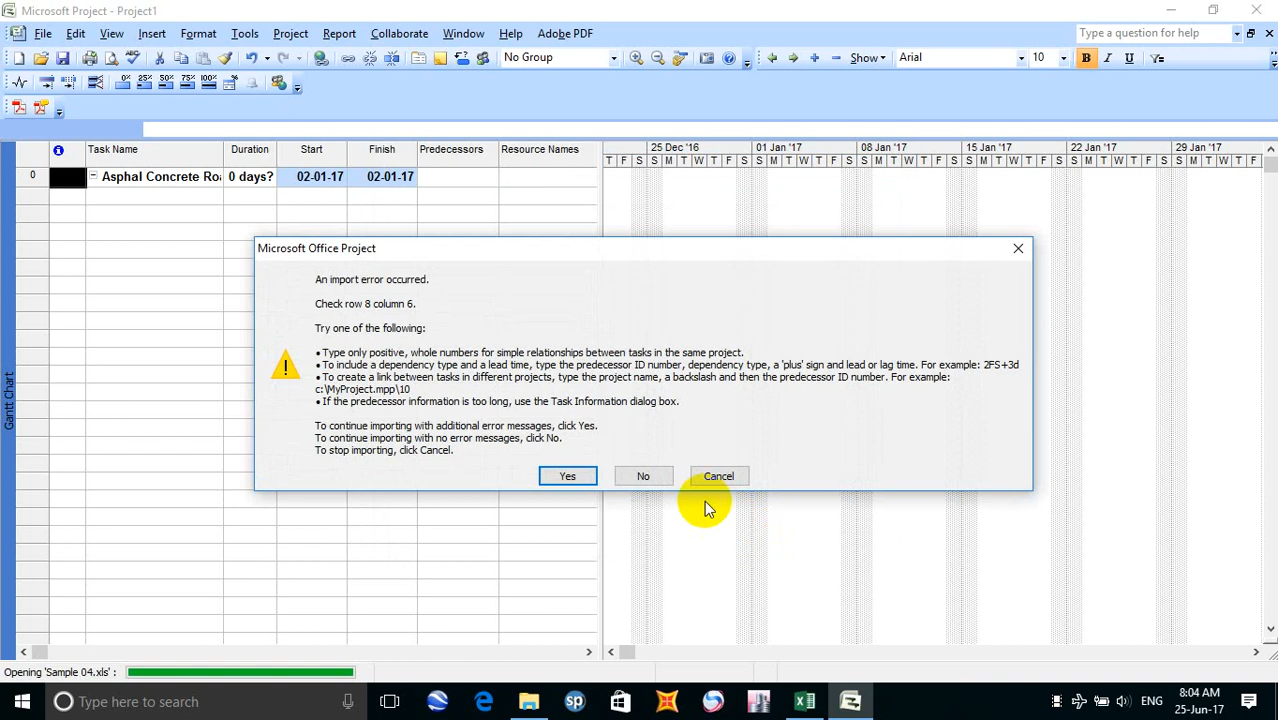 Microsoft Project - Project1
File Edit View Insert Format Tools Project Report Collaborate Window Help Adobe PDF
Type a question for help
No Group
Show
Arial
10
B I U
0% 25% 50% 75% 100%
Task Name Duration Start Finish Predecessors Resource Names
25 Dec '16 01 Jan '17 08 Jan '17 15 Jan '17 22 Jan '17 29 Jan '17
T F S S M T W T F S S M T W T F S S M T W T F S S M T W T F S S M T W T F S S M T W T F
0 Asphal Concrete Roa 0 days? 02-01-17 02-01-17
Gantt Chart
Microsoft Office Project
An import error occurred.
Check row 8 column 6.
Try one of the following:
• Type only positive, whole numbers for simple relationships between tasks in the same project.
• To include a dependency type and a lead time, type the predecessor ID number, dependency type, a 'plus' sign and lead or lag time. For example: 2FS+3d
• To create a link between tasks in different projects, type the project name, a backslash and then the predecessor ID number. For example:
c:\MyProject.mpp\10
• If the predecessor information is too long, use the Task Information dialog box.
To continue importing with additional error messages, click Yes.
To continue importing with no error messages, click No.
To stop importing, click Cancel.
Yes No Cancel
Opening 'Sample 04.xls' :
Type here to search
sp
ENG
8:04 AM
25-Jun-17